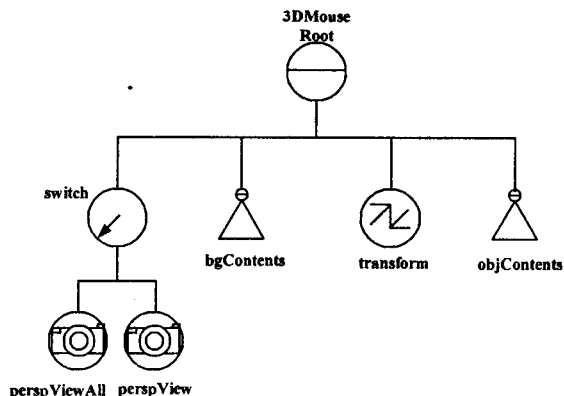 3DMouse
Root
switch
bgContents
transform
objContents
perspViewAll
perspView